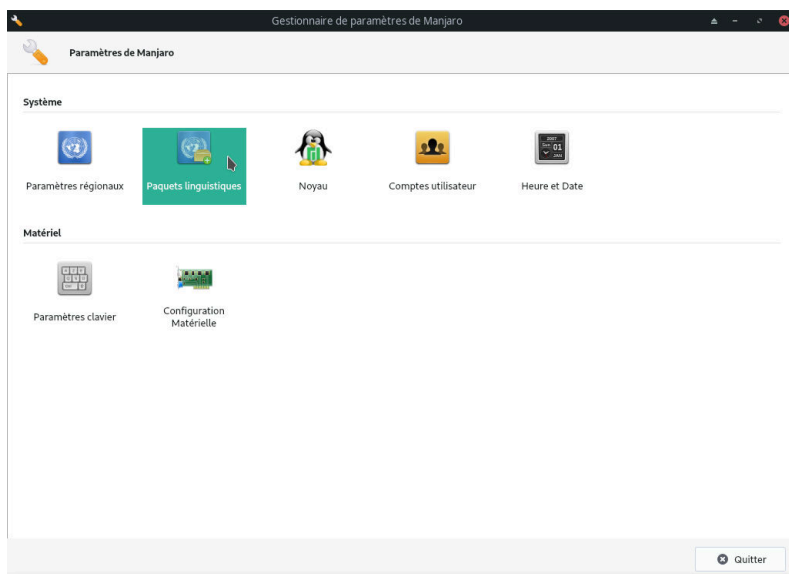 Gestionnaire de paramètres de Manjaro
Paramètres de Manjaro
Système
Paramètres régionaux
Paquets linguistiques
Noyau
Comptes utilisateur
Heure et Date
Matériel
Paramètres clavier
Configuration
Matérielle
Quitter